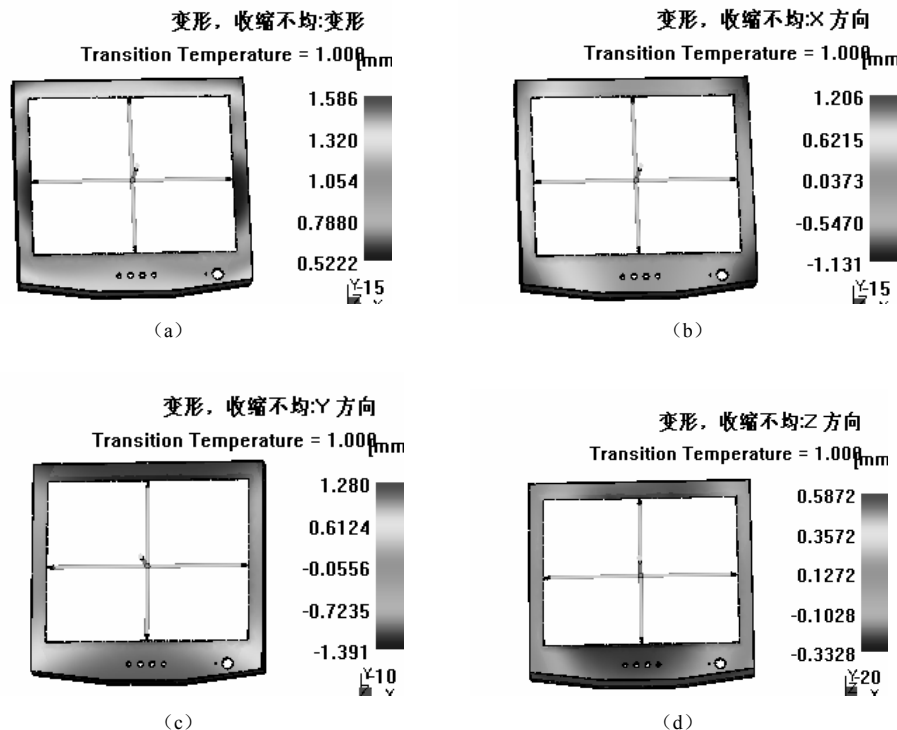 变形，收缩不均:变形
Transition Temperature = 1.000
[mm
1.586
1.320
1.054
0.7880
0.5222
Y -15
Z X
（a）
变形，收缩不均:X 方向
Transition Temperature = 1.000
[mm
1.206
0.6215
0.0373
-0.5470
-1.131
Y -15
Z X
（b）
变形，收缩不均:Y 方向
Transition Temperature = 1.000
[mm
1.280
0.6124
-0.0556
-0.7235
-1.391
Y -10
Z X
（c）
变形，收缩不均:Z 方向
Transition Temperature = 1.000
[mm
0.5872
0.3572
0.1272
-0.1028
-0.3328
Y -20
Z X
（d）